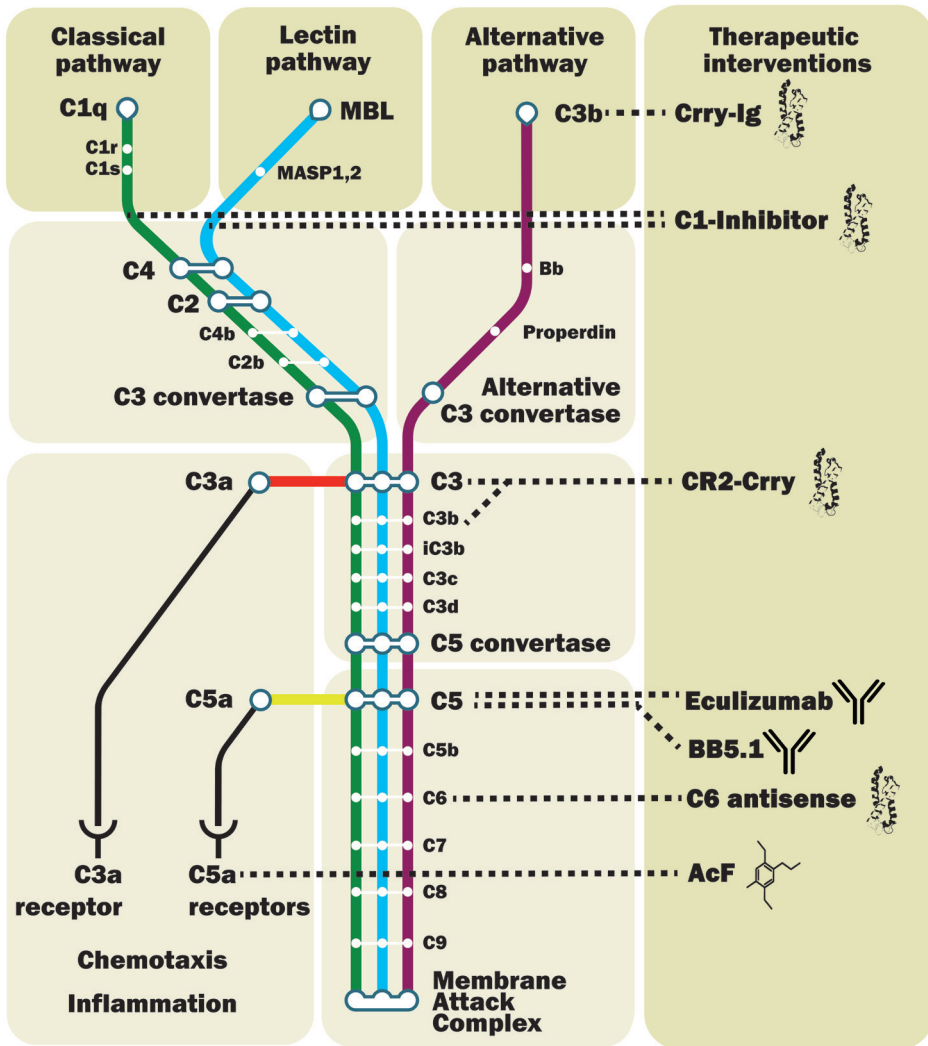 Classical
pathway
Lectin
pathway
Alternative
pathway
Therapeutic
interventions
C1q
MBL
C3b
Crry-Ig
C1r
C1s
MASP1,2
C1-Inhibitor
C4
Bb
C2
C4b
Properdin
C2b
C3 convertase
Alternative
C3 convertase
C3a
C3
CR2-Crry
C3b
iC3b
C3c
C3d
C5 convertase
C5a
C5
Eculizumab
C5b
BB5.1
C6
C6 antisense
C7
C3a
receptor
C5a
receptors
AcF
C8
C9
Chemotaxis
Inflammation
Membrane
Attack
Complex